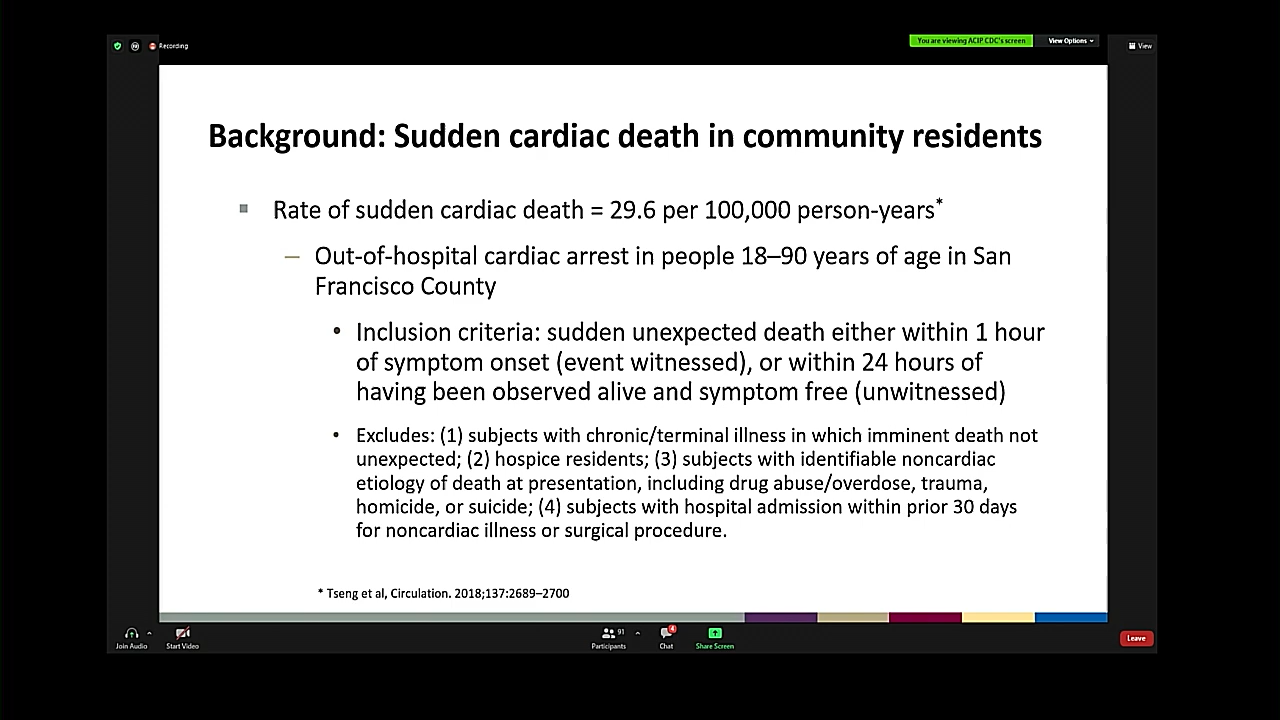 Recording
You are viewing ACIP CDC's screen
View Options
View
Background: Sudden cardiac death in community residents
Rate of sudden cardiac death = 29.6 per 100,000 person-years*
– Out-of-hospital cardiac arrest in people 18–90 years of age in San
Francisco County
• Inclusion criteria: sudden unexpected death either within 1 hour
of symptom onset (event witnessed), or within 24 hours of
having been observed alive and symptom free (unwitnessed)
• Excludes: (1) subjects with chronic/terminal illness in which imminent death not
unexpected; (2) hospice residents; (3) subjects with identifiable noncardiac
etiology of death at presentation, including drug abuse/overdose, trauma,
homicide, or suicide; (4) subjects with hospital admission within prior 30 days
for noncardiac illness or surgical procedure.
* Tseng et al, Circulation. 2018;137:2689–2700
Join Audio
Start Video
91
Participants
4
Chat
Share Screen
Leave